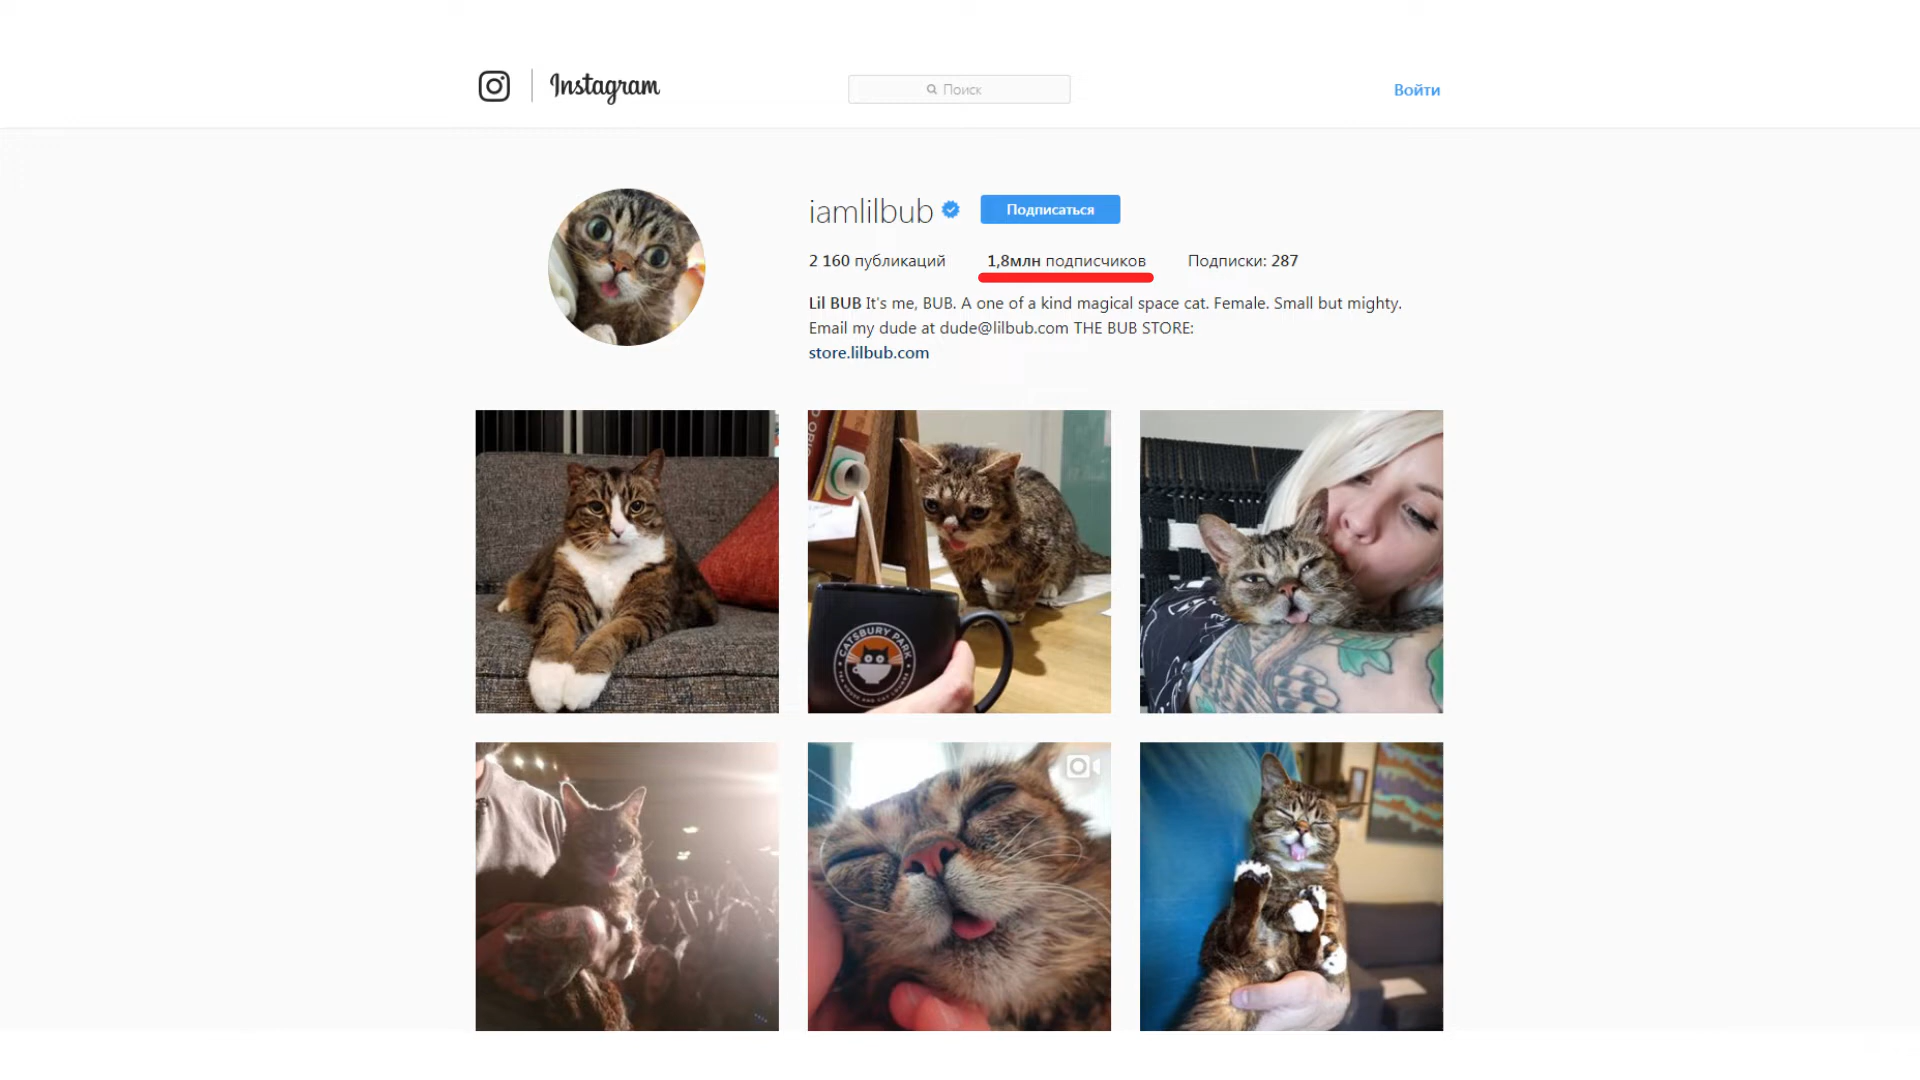 Instagram
Поиск
Войти
iamlilbub
Подписаться
2 160 публикаций 1,8млн подписчиков Подписки: 287
Lil BUB It's me, BUB. A one of a kind magical space cat. Female. Small but mighty.
Email my dude at dude@lilbub.com THE BUB STORE:
store.lilbub.com
CATSBURY PARK